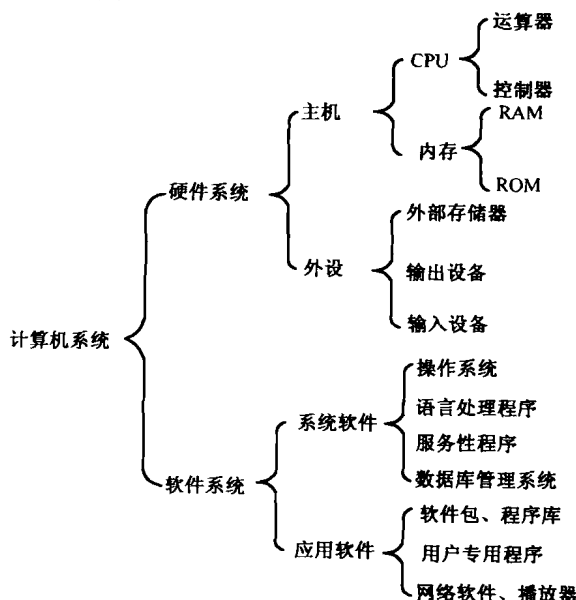 运算器
CPU
控制器
主机
RAM
内存
ROM
硬件系统
外部存储器
外设
输出设备
输入设备
计算机系统
操作系统
语言处理程序
系统软件
服务性程序
软件系统
数据库管理系统
软件包、程序库
应用软件
用户专用程序
网络软件、播放器